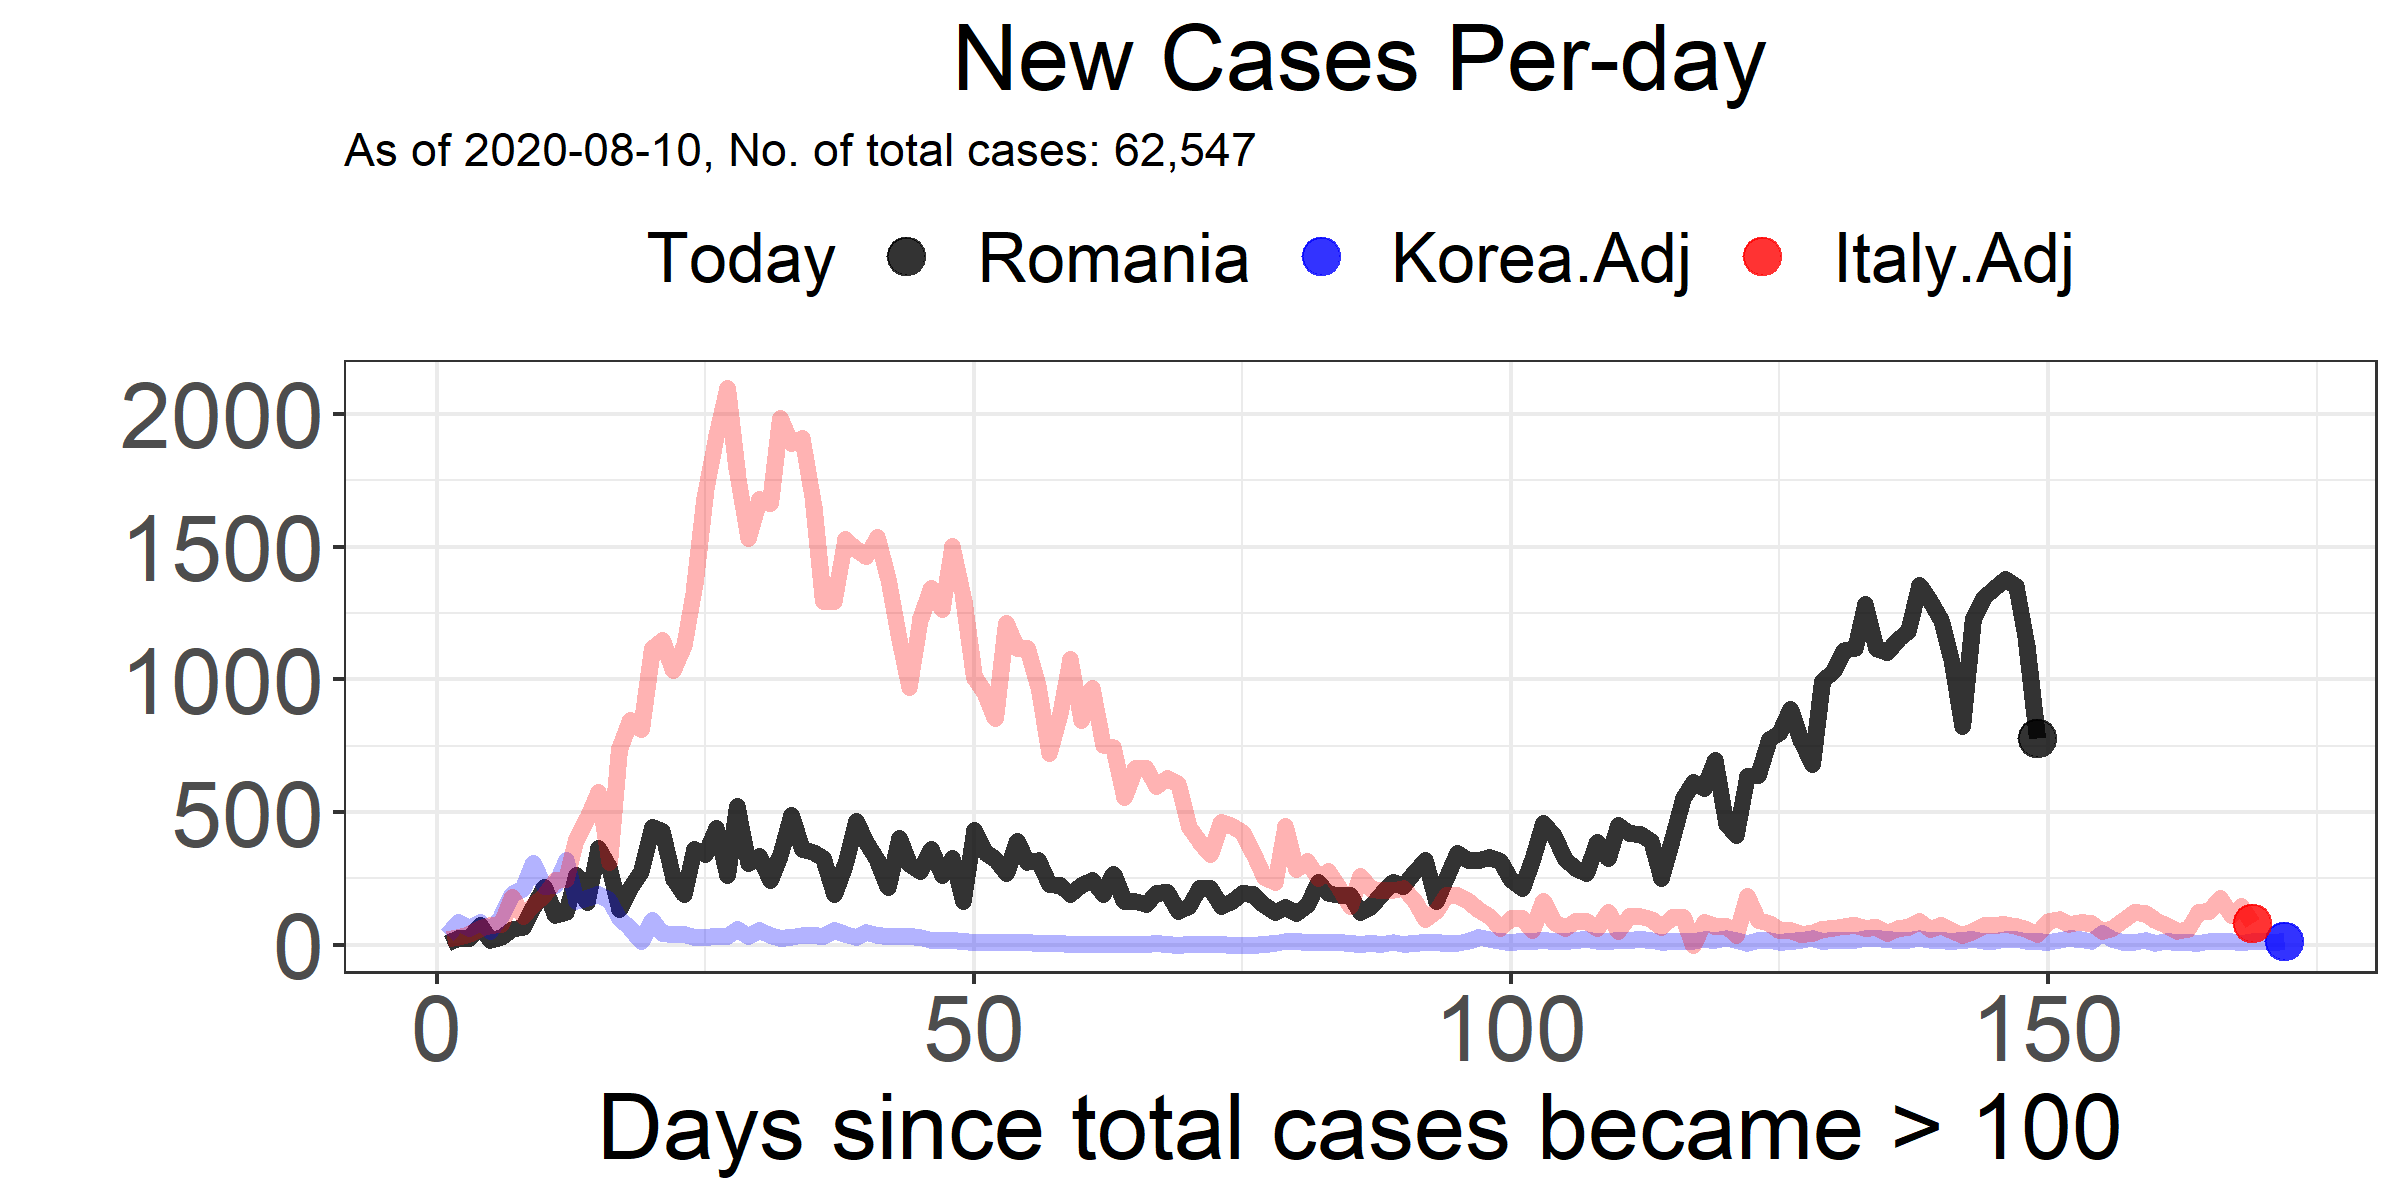 New Cases Per-day
As of 2020-08-10, No. of total cases: 62,547
Today Romania Korea.Adj Italy.Adj
2000
1500
1000
500
0
0 50 100 150
Days since total cases became > 100